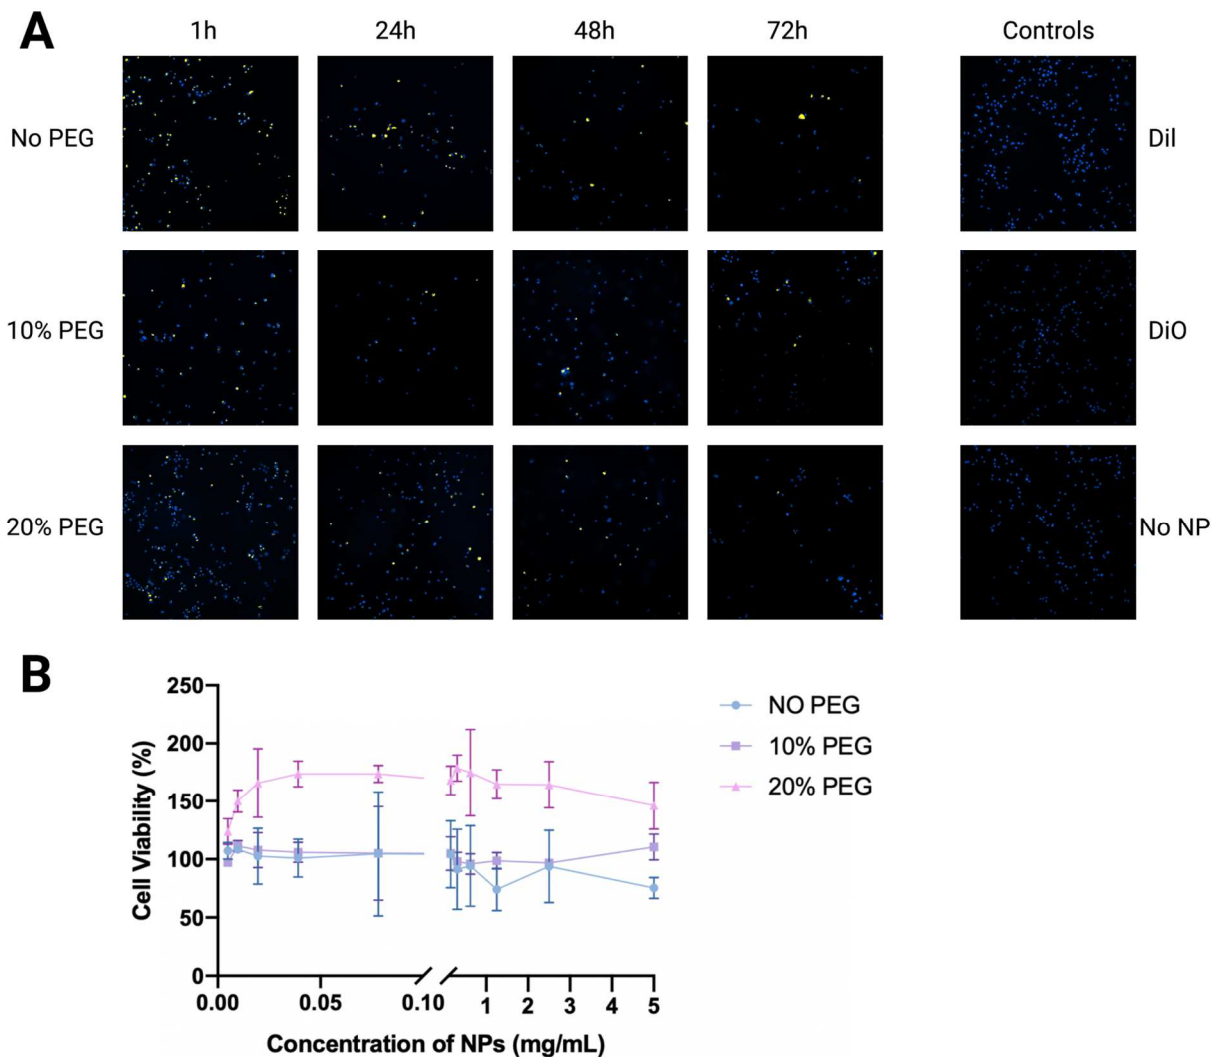 A
1h 24h 48h 72h Controls
No PEG DiI
10% PEG DiO
20% PEG No NP
B
250
200
150
100
50
0
Cell Viability (%)
0.00 0.05 0.10 1 2 3 4 5
Concentration of NPs (mg/mL)
NO PEG
10% PEG
20% PEG